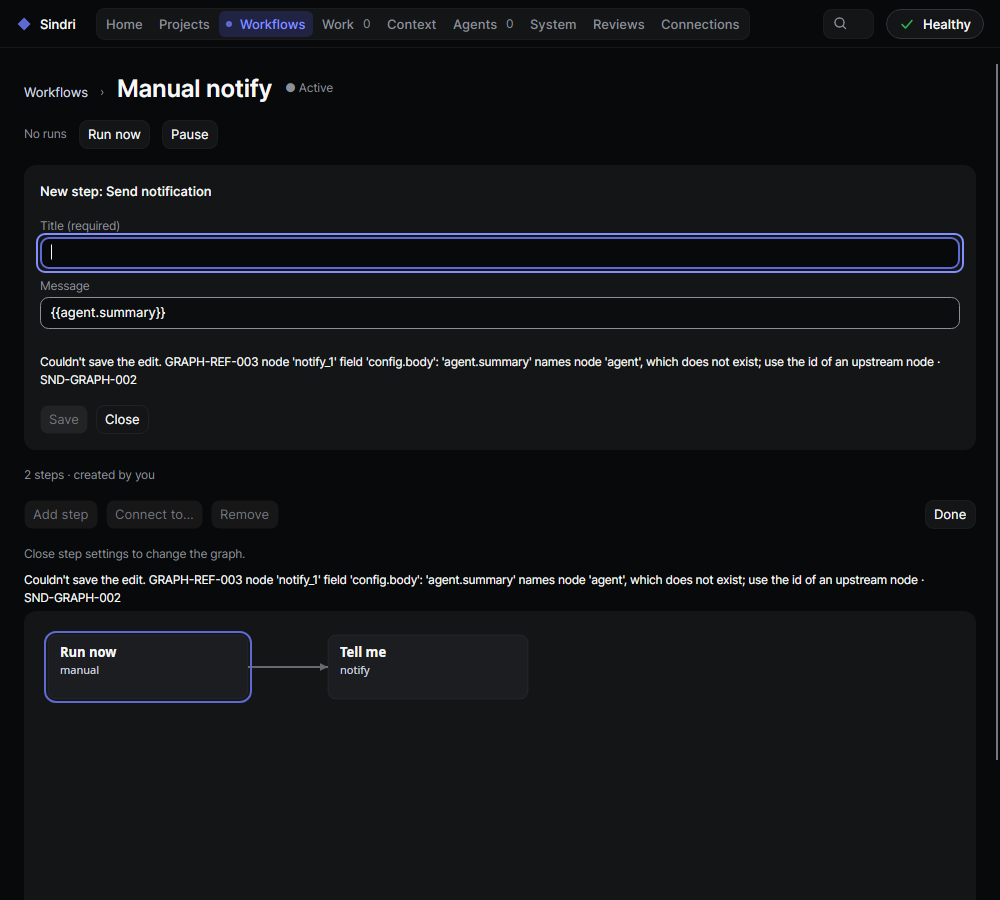 Sindri
Home Projects Workflows Work 0 Context Agents 0 System Reviews Connections
Healthy
Workflows › Manual notify Active
No runs Run now Pause
New step: Send notification
Title (required)
Message
{{agent.summary}}
Couldn't save the edit. GRAPH-REF-003 node 'notify_1' field 'config.body': 'agent.summary' names node 'agent', which does not exist; use the id of an upstream node ·
SND-GRAPH-002
Save Close
2 steps · created by you
Add step Connect to... Remove Done
Close step settings to change the graph.
Couldn't save the edit. GRAPH-REF-003 node 'notify_1' field 'config.body': 'agent.summary' names node 'agent', which does not exist; use the id of an upstream node ·
SND-GRAPH-002
Run now
manual
Tell me
notify